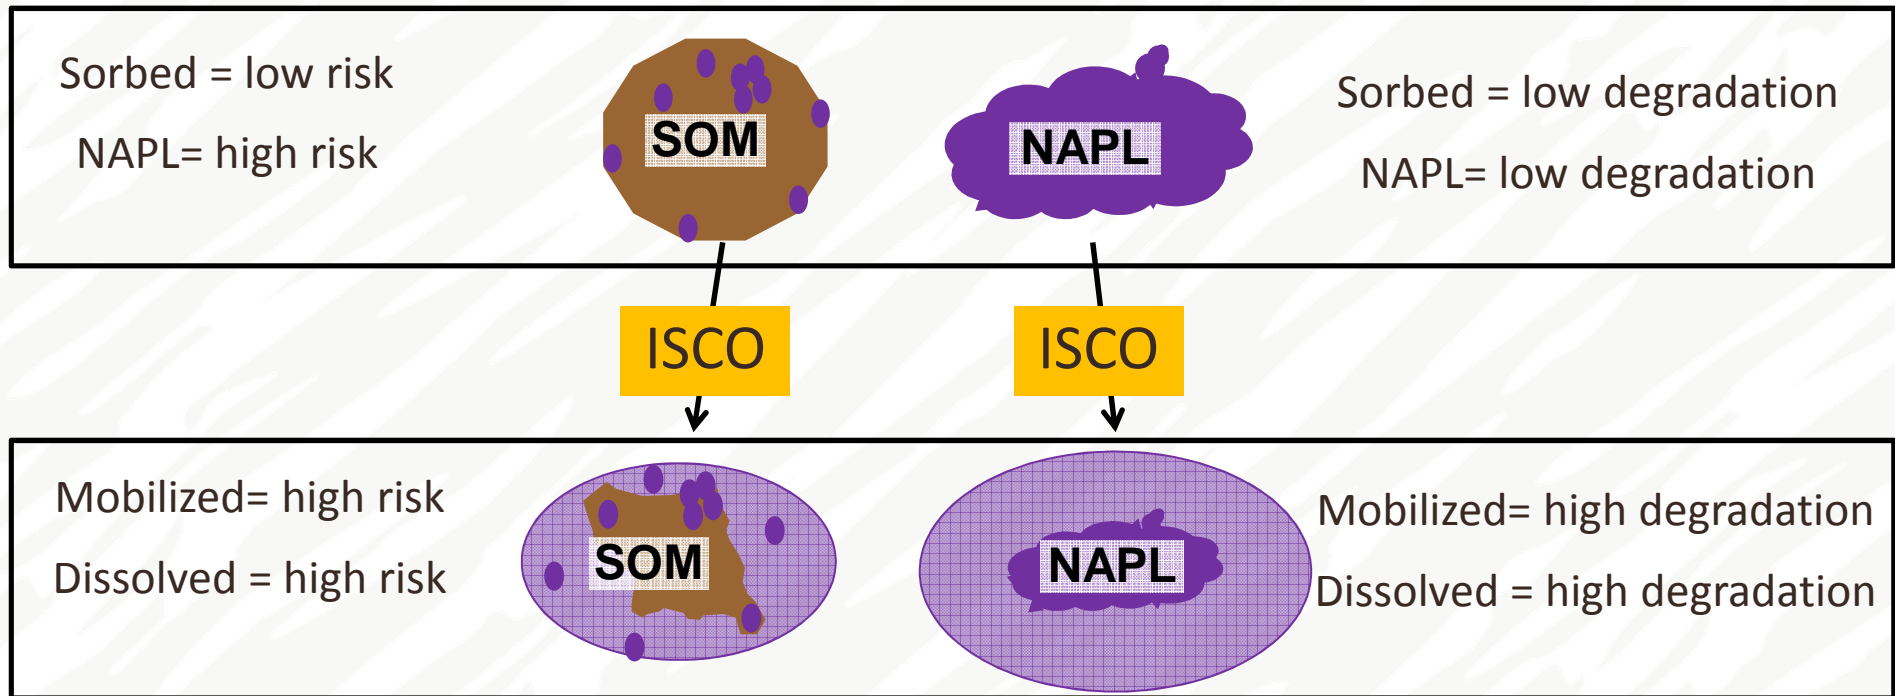 Sorbed = low risk
NAPL= high risk
SOM
NAPL
Sorbed = low degradation
NAPL= low degradation
ISCO
ISCO
Mobilized= high risk
Dissolved = high risk
SOM
NAPL
Mobilized= high degradation
Dissolved = high degradation